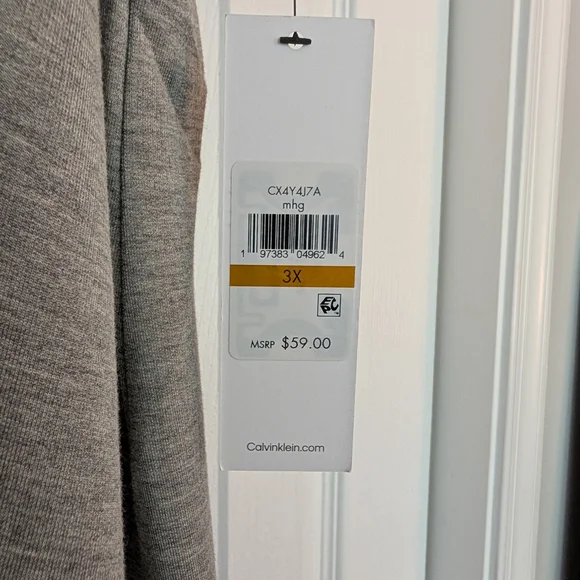 CX4Y4J7A
mhg
1 97383 04962 4
3X
MSRP $59.00
Calvinklein.com